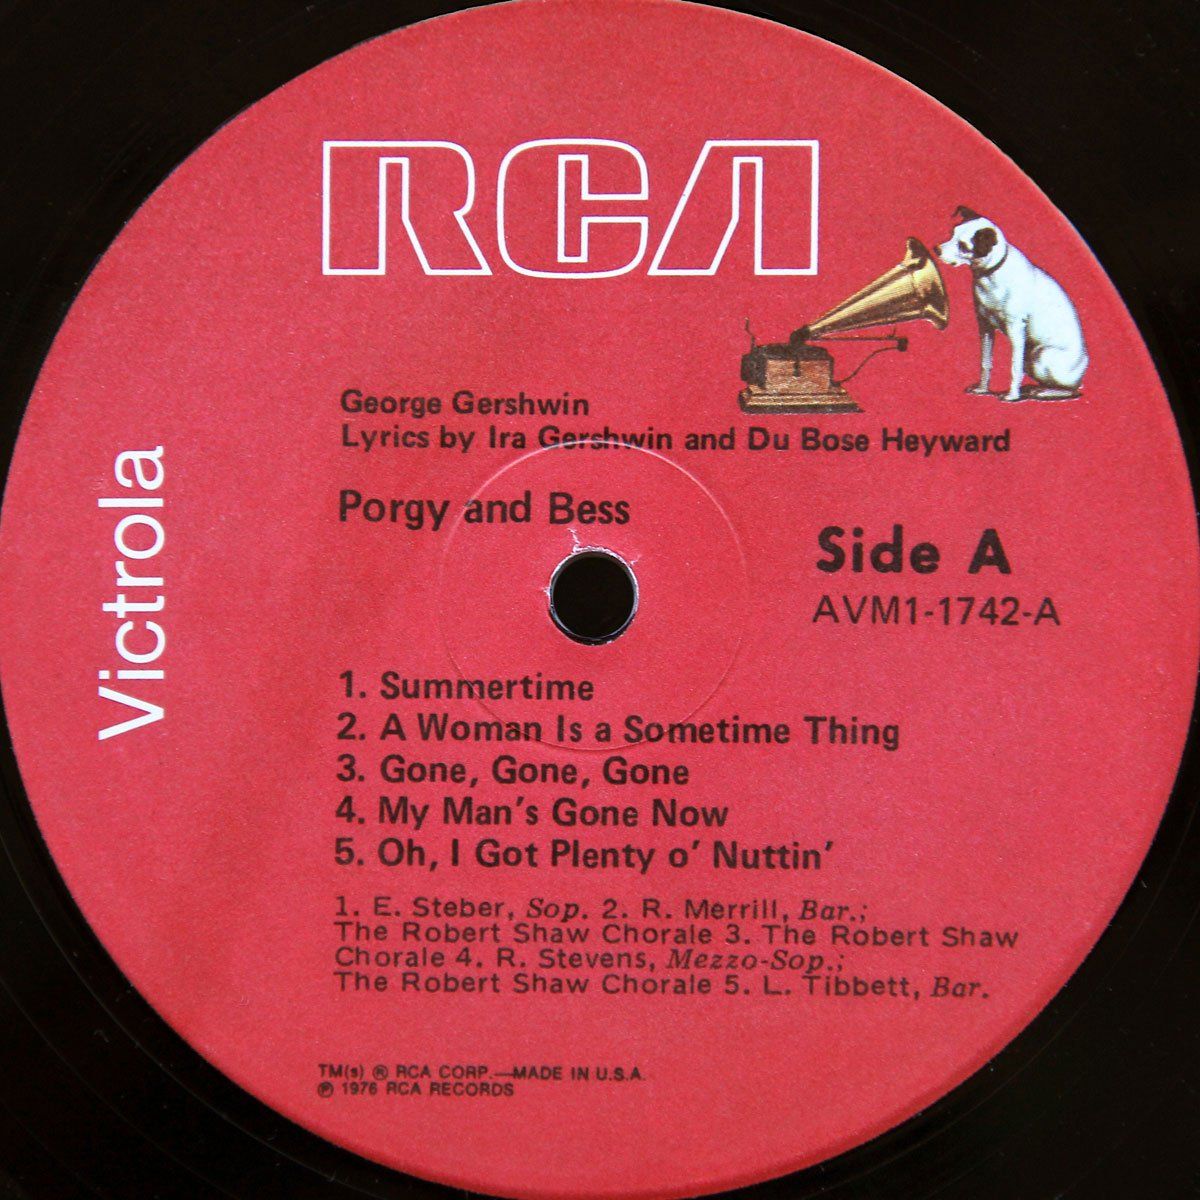 RCA
Victrola
George Gershwin
Lyrics by Ira Gershwin and Du Bose Heyward
Porgy and Bess
Side A
AVM1-1742-A
1. Summertime
2. A Woman Is a Sometime Thing
3. Gone, Gone, Gone
4. My Man's Gone Now
5. Oh, I Got Plenty o' Nuttin'
1. E. Steber, Sop. 2. R. Merrill, Bar.;
The Robert Shaw Chorale 3. The Robert Shaw
Chorale 4. R. Stevens, Mezzo-Sop.;
The Robert Shaw Chorale 5. L. Tibbett, Bar.
TM(s) ® RCA CORP.—MADE IN U.S.A.
℗ 1976 RCA RECORDS